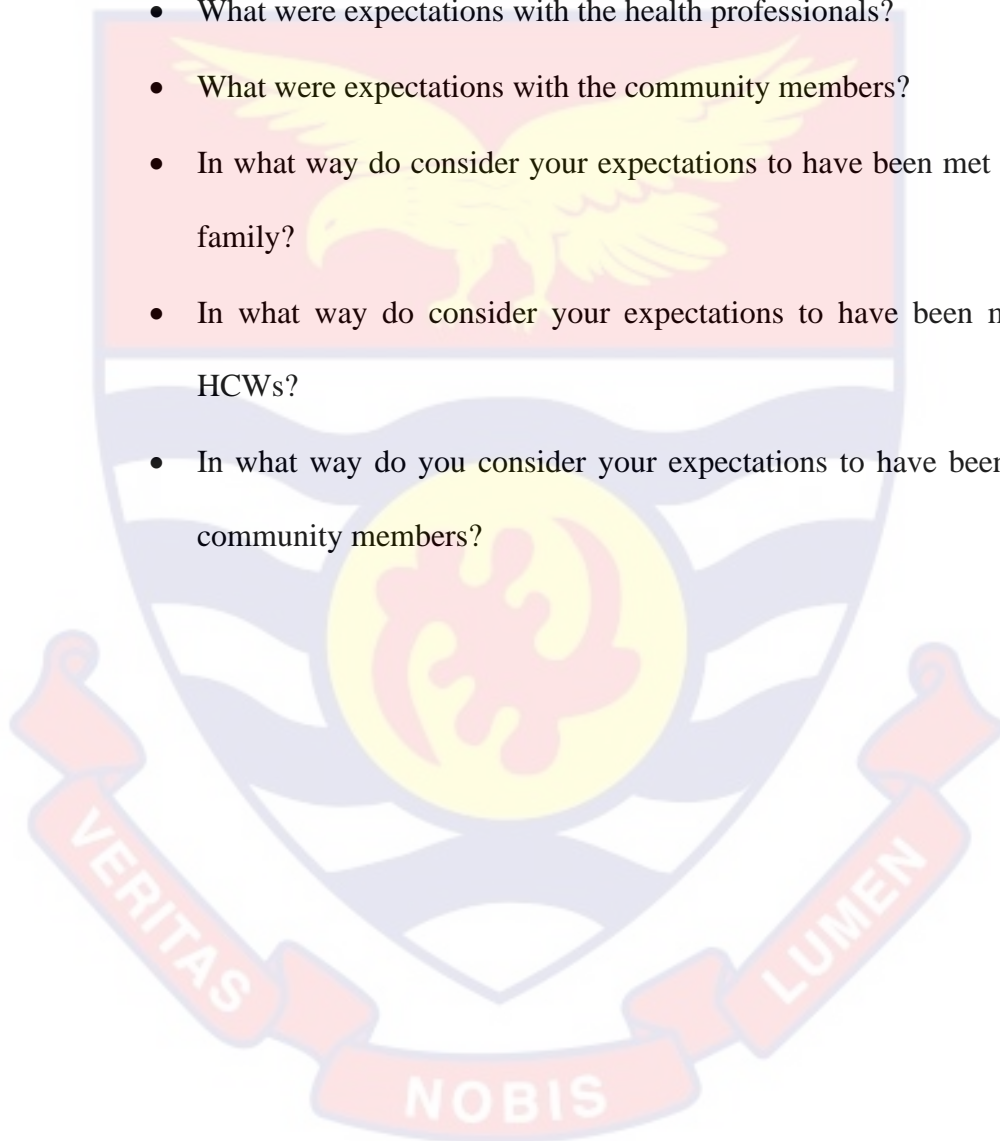 • What were expectations with the health professionals?
• What were expectations with the community members?
• In what way do consider your expectations to have been met
family?
• In what way do consider your expectations to have been
HCWs?
• In what way do you consider your expectations to have been
community members?
VERITAS
NOBIS
LUMEN